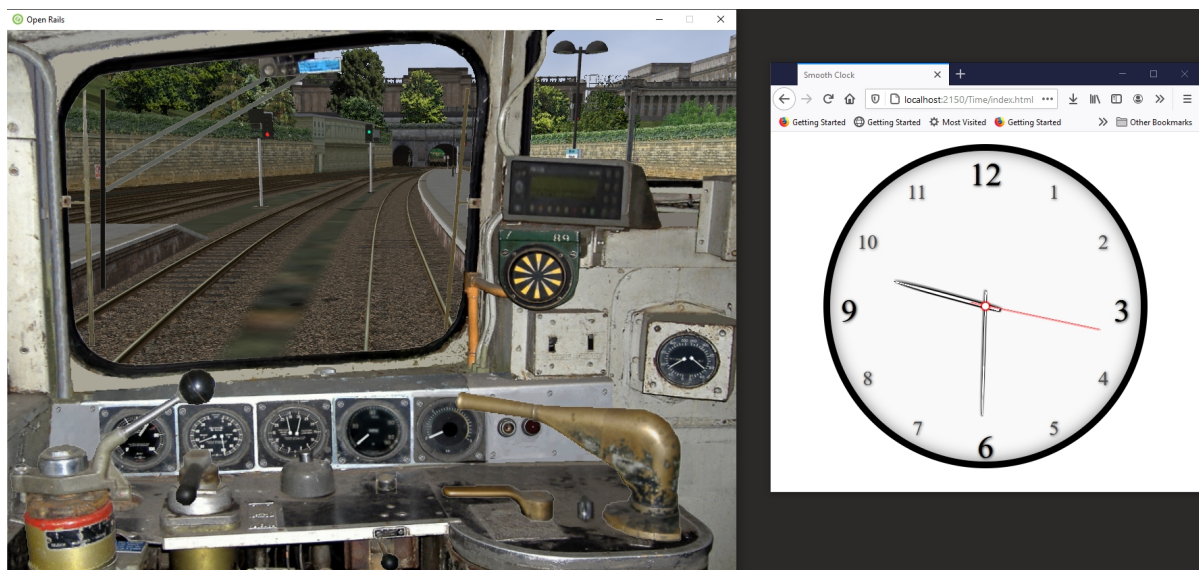 Open Rails
89
Smooth Clock
localhost:2150/Time/index.html
Getting Started
Getting Started
Most Visited
Getting Started
Other Bookmarks
12
1
2
3
4
5
6
7
8
9
10
11